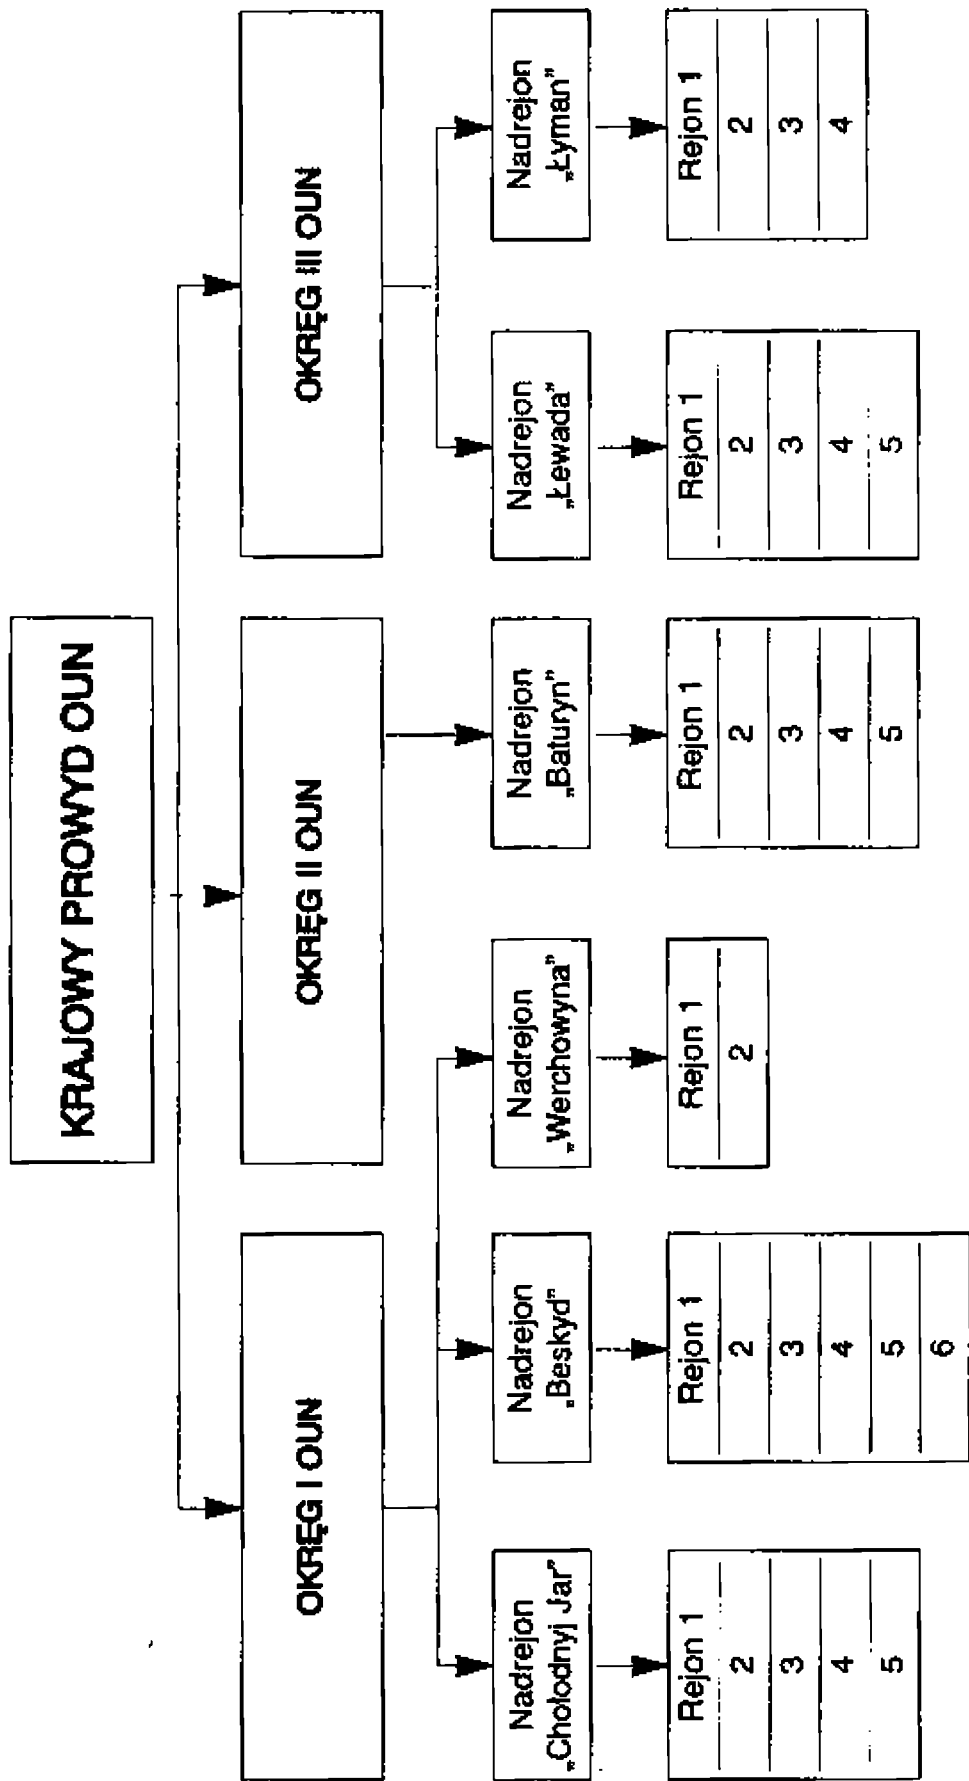 KRAJOWY PROWYD OUN
OKRĘG I OUN
OKRĘG II OUN
OKRĘG III OUN
Nadrejon
„Chołodnyj Jar”
Nadrejon
„Beskyd”
Nadrejon
„Werchowyna”
Nadrejon
„Baturyn”
Nadrejon
„Łewada”
Nadrejon
„Łyman”
Rejon 1
2
3
4
5
Rejon 1
2
3
4
5
6
Rejon 1
2
Rejon 1
2
3
4
5
Rejon 1
2
3
4
5
Rejon 1
2
3
4